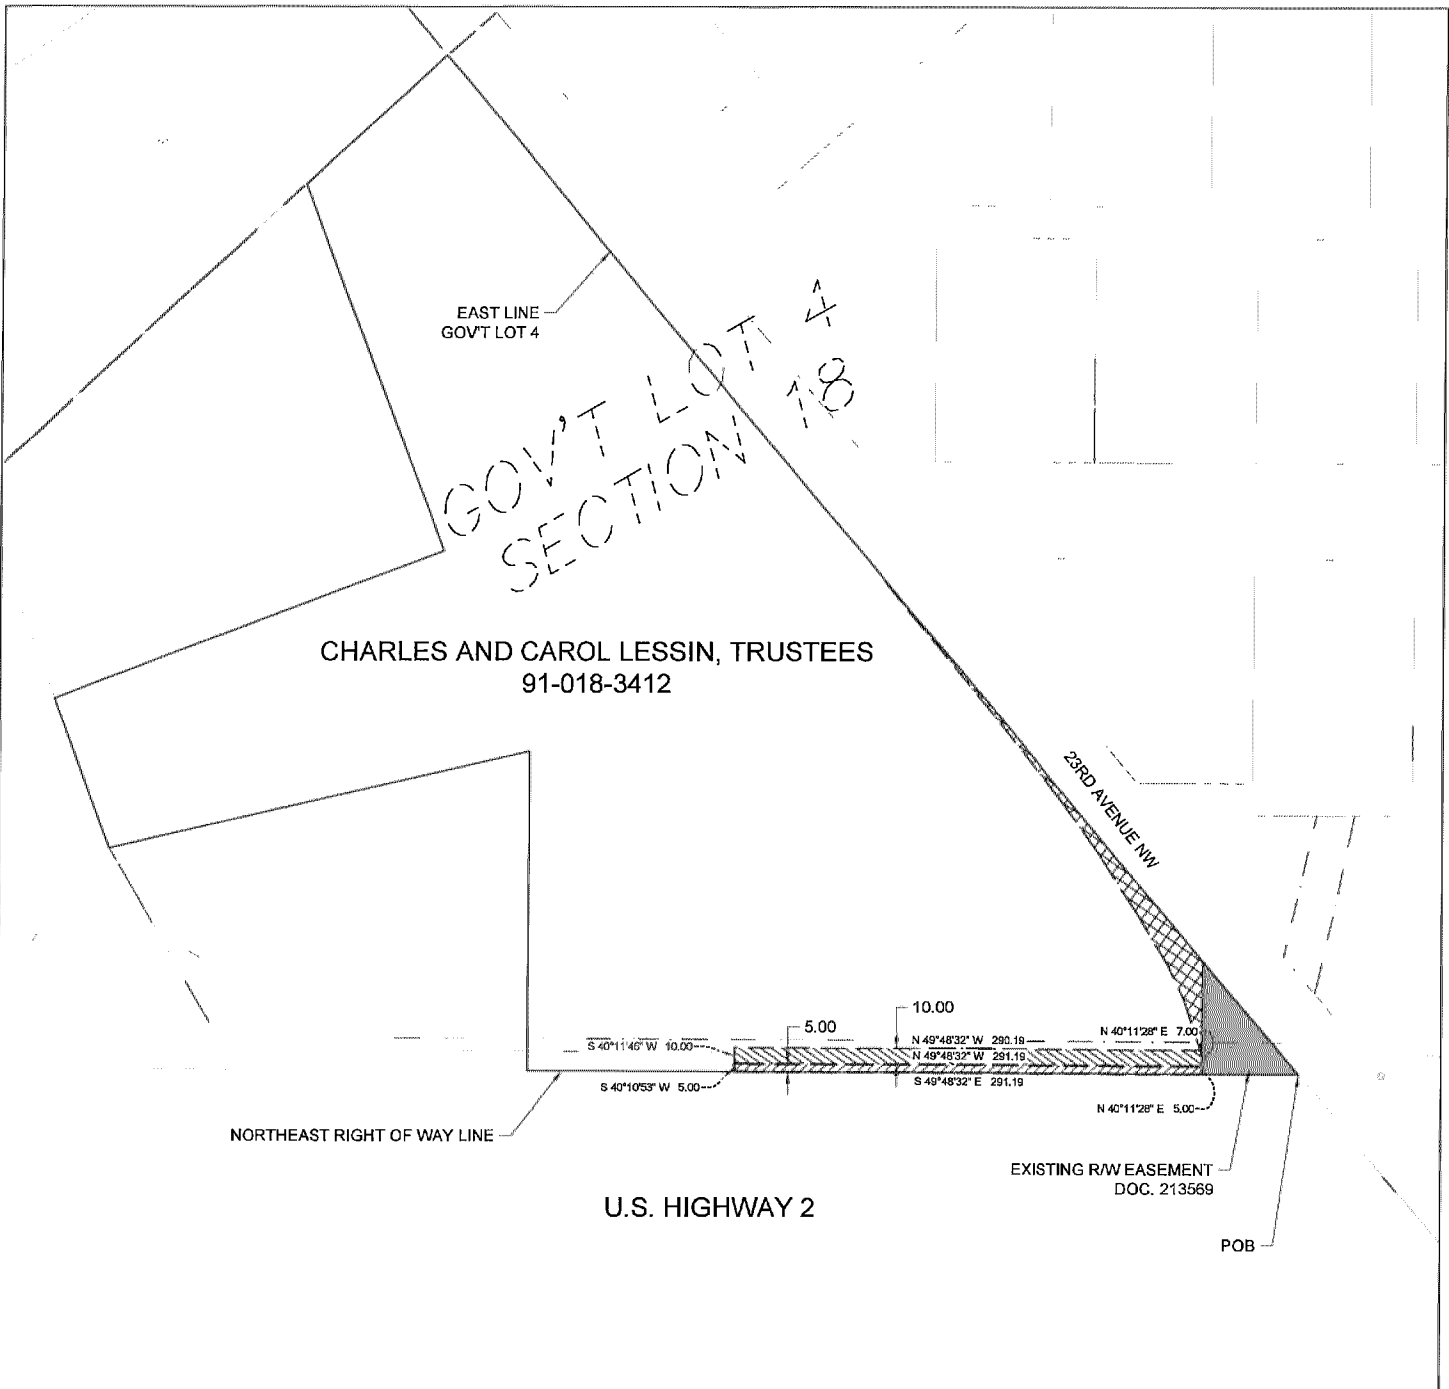 EAST LINE
GOV'T LOT 4
GOV'T LOT 4
SECTION 18
CHARLES AND CAROL LESSIN, TRUSTEES
91-018-3412
23RD AVENUE NW
10.00
5.00
N 40°11'28" E 7.00
S 40°11'46" W 10.00
N 49°48'32" W 290.19
N 49°48'32" W 291.19
S 49°48'32" E 291.19
S 40°10'53" W 5.00
N 40°11'28" E 5.00
NORTHEAST RIGHT OF WAY LINE
EXISTING R/W EASEMENT
DOC. 213569
U.S. HIGHWAY 2
POB